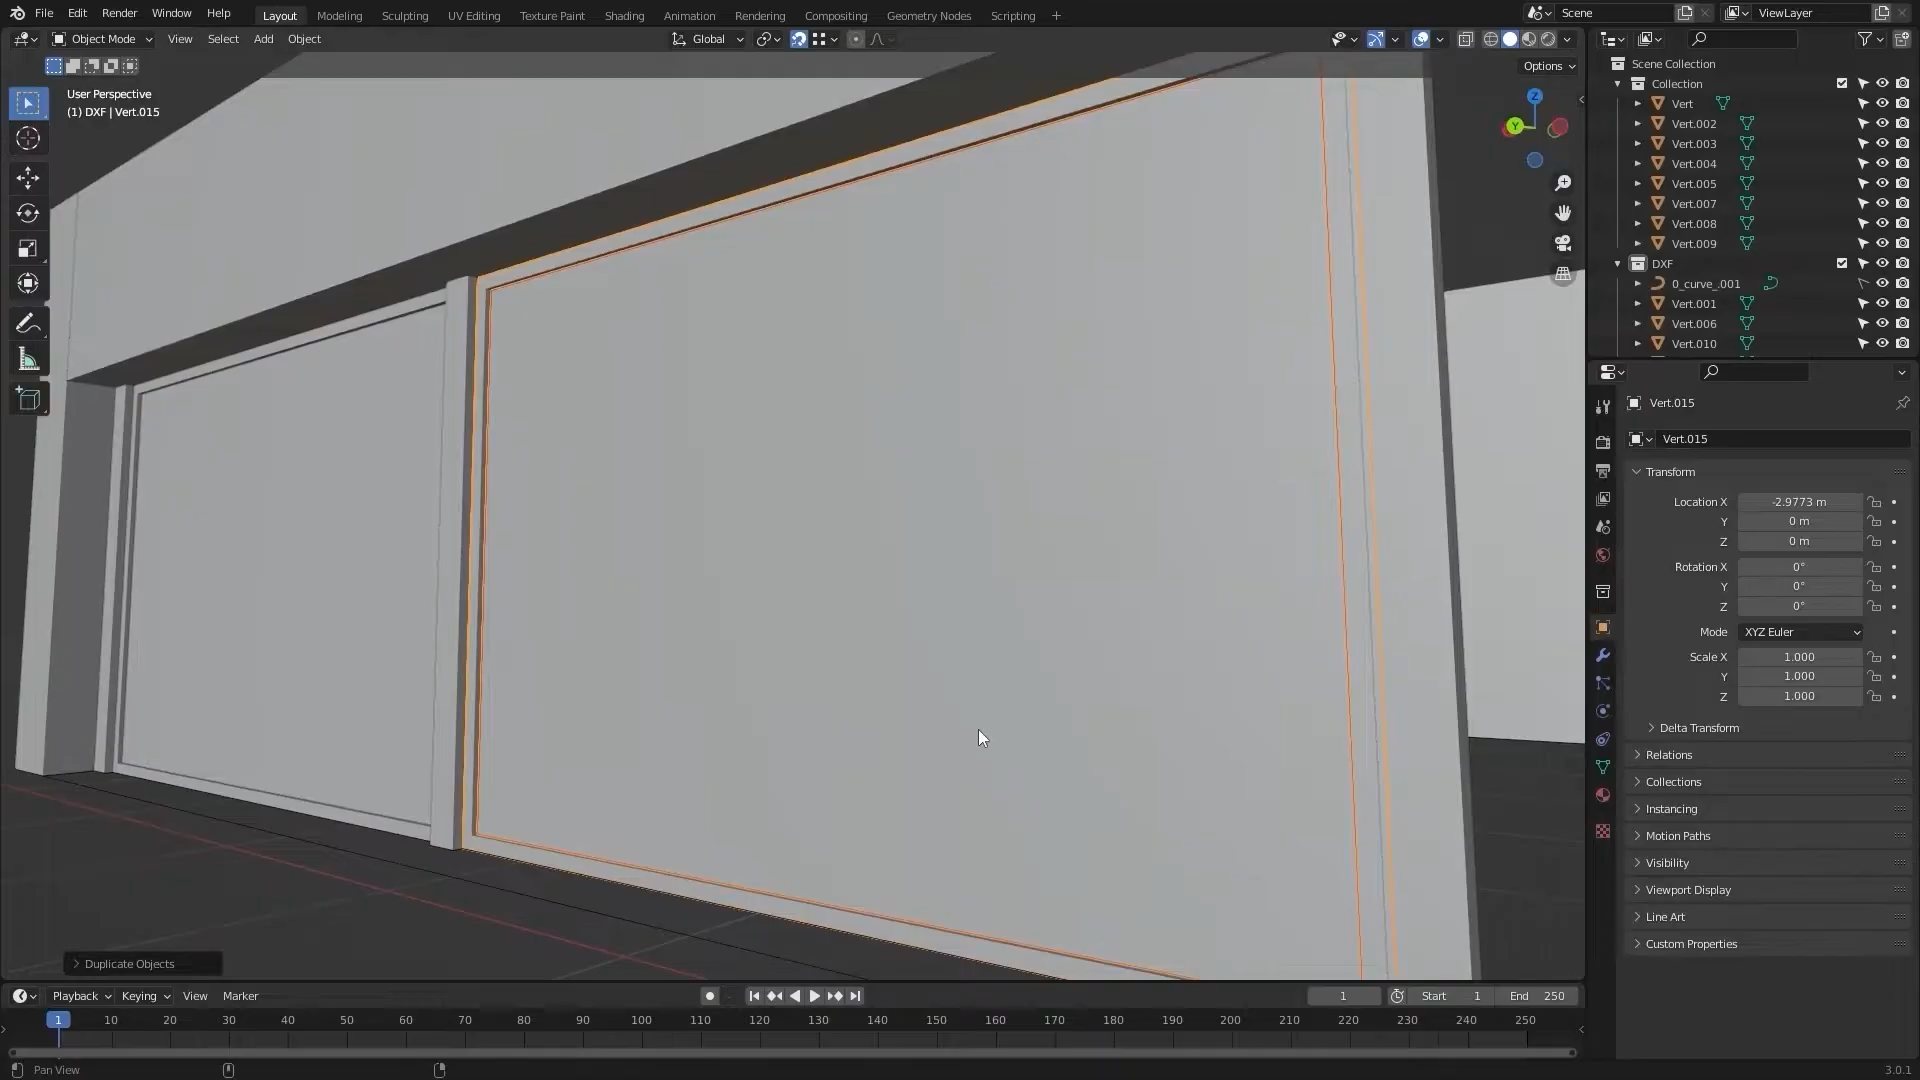 File Edit Render Window Help Layout Modeling Sculpting UV Editing Texture Paint Shading Animation Rendering Compositing Geometry Nodes Scripting + Scene ViewLayer
Object Mode View Select Add Object Global
Options
User Perspective
(1) DXF | Vert.015
Z
Y
Scene Collection
Collection
Vert
Vert.002
Vert.003
Vert.004
Vert.005
Vert.007
Vert.008
Vert.009
DXF
0_curve_.001
Vert.001
Vert.006
Vert.010
Vert.015
Vert.015
Transform
Location X -2.9773 m
Y 0 m
Z 0 m
Rotation X 0°
Y 0°
Z 0°
Mode XYZ Euler
Scale X 1.000
Y 1.000
Z 1.000
Delta Transform
Relations
Collections
Instancing
Motion Paths
Visibility
Viewport Display
Line Art
Custom Properties
Duplicate Objects
Playback Keying View Marker 1 Start 1 End 250
1 10 20 30 40 50 60 70 80 90 100 110 120 130 140 150 160 170 180 190 200 210 220 230 240 250
Pan View 3.0.1